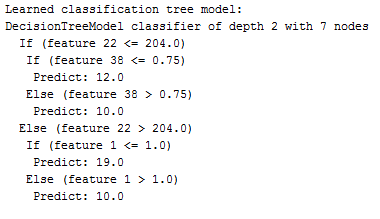 Learned classification tree model:
DecisionTreeModel classifier of depth 2 with 7 nodes
  If (feature 22 <= 204.0)
   If (feature 38 <= 0.75)
    Predict: 12.0
   Else (feature 38 > 0.75)
    Predict: 10.0
  Else (feature 22 > 204.0)
   If (feature 1 <= 1.0)
    Predict: 19.0
   Else (feature 1 > 1.0)
    Predict: 10.0